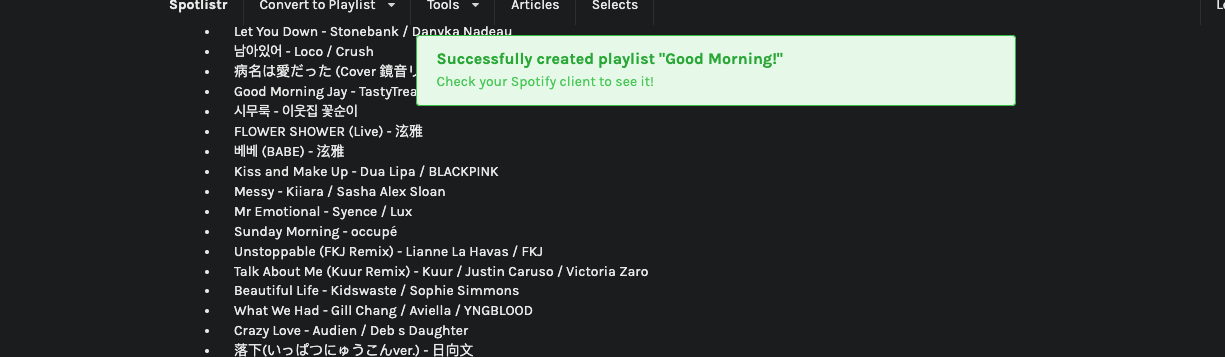 Spotlistr Convert to Playlist Tools Articles Selects
Let You Down - Stonebank / Danyka Nadeau
Successfully created playlist "Good Morning!"
Check your Spotify client to see it!
남아있어 - Loco / Crush
病名は愛だった (Cover 鏡音リ
Good Morning Jay - TastyTrea
시무룩 - 이웃집 꽃순이
FLOWER SHOWER (Live) - 泫雅
베베 (BABE) - 泫雅
Kiss and Make Up - Dua Lipa / BLACKPINK
Messy - Kiiara / Sasha Alex Sloan
Mr Emotional - Syence / Lux
Sunday Morning - occupé
Unstoppable (FKJ Remix) - Lianne La Havas / FKJ
Talk About Me (Kuur Remix) - Kuur / Justin Caruso / Victoria Zaro
Beautiful Life - Kidswaste / Sophie Simmons
What We Had - Gill Chang / Aviella / YNGBLOOD
Crazy Love - Audien / Deb s Daughter
落下(いっぱつにゅうこんver.) - 日向文